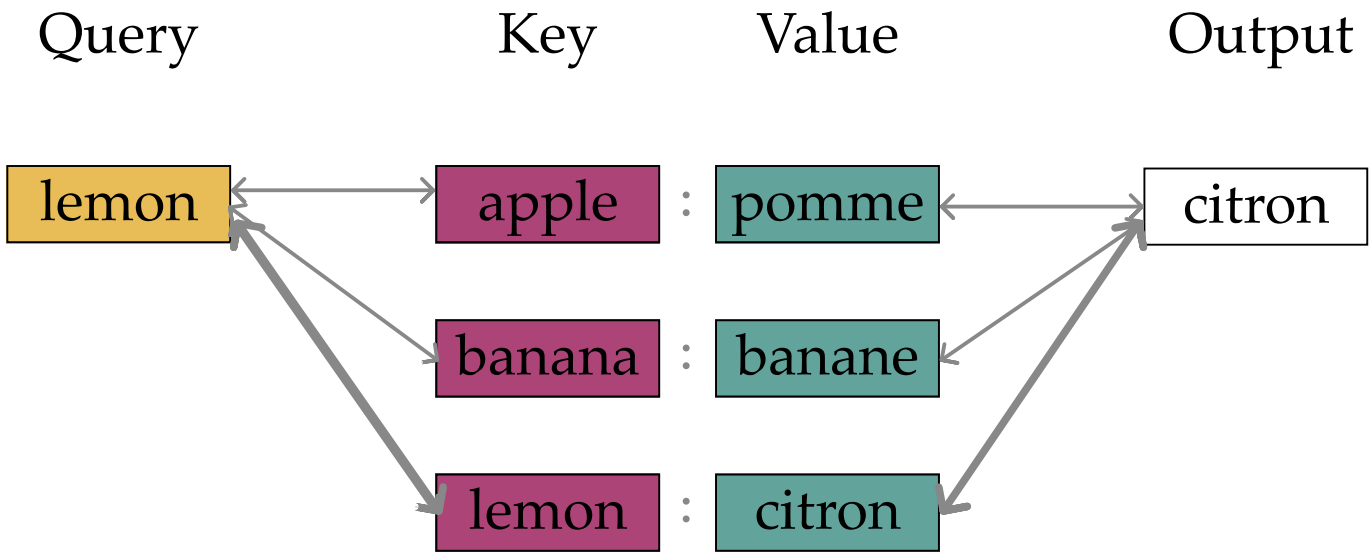 Query Key Value Output
lemon apple : pomme citron
banana : banane
lemon : citron